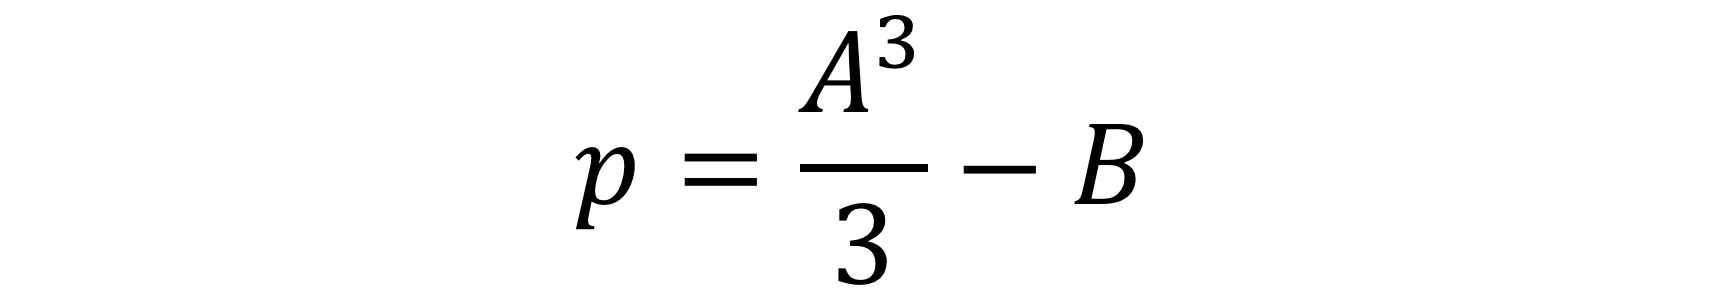 p = A³/3 − B